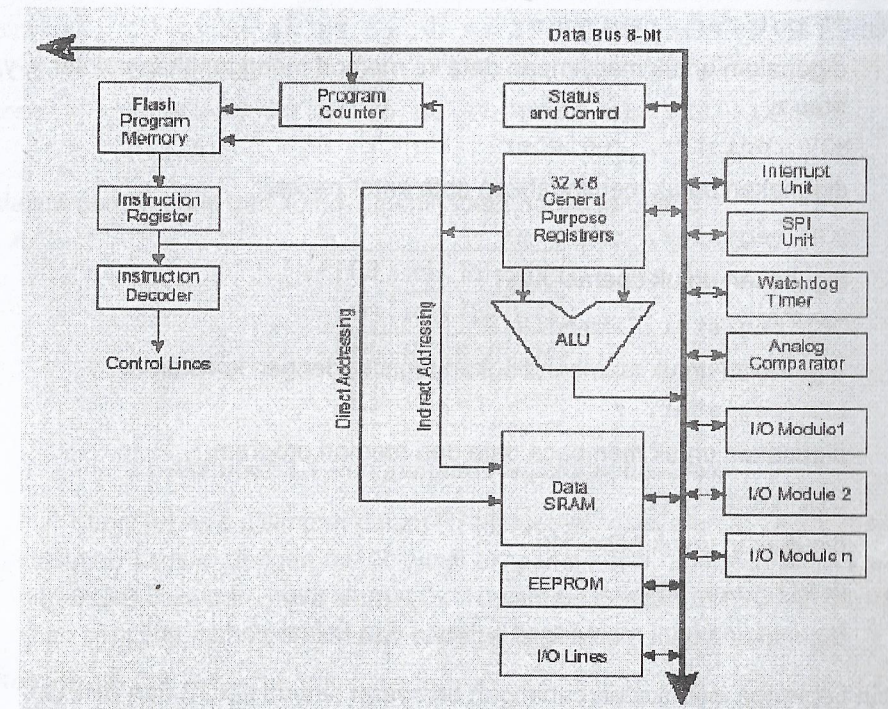 Data Bus 8-bit
Flash
Program
Memory
Program
Counter
Status
and Control
Instruction
Register
32 x 8
General
Purpose
Registrers
Interrupt
Unit
SPI
Unit
Instruction
Decoder
Watchdog
Timer
ALU
Analog
Comparator
Control Lines
Direct Addressing
Indirect Addressing
I/O Module1
Data
SRAM
I/O Module 2
I/O Module n
EEPROM
I/O Lines